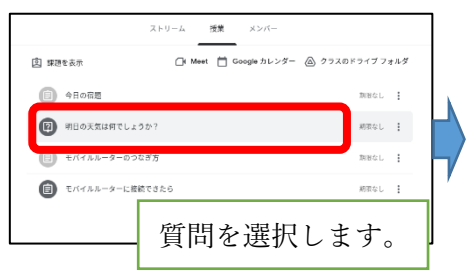 ストリーム 授業 メンバー
課題を表示 Meet Google カレンダー クラスのドライブ フォルダ
今日の宿題 期限なし
明日の天気は何でしょうか? 期限なし
モバイルルーターのつなぎ方 期限なし
モバイルルーターに接続できたら 期限なし
質問を選択します。